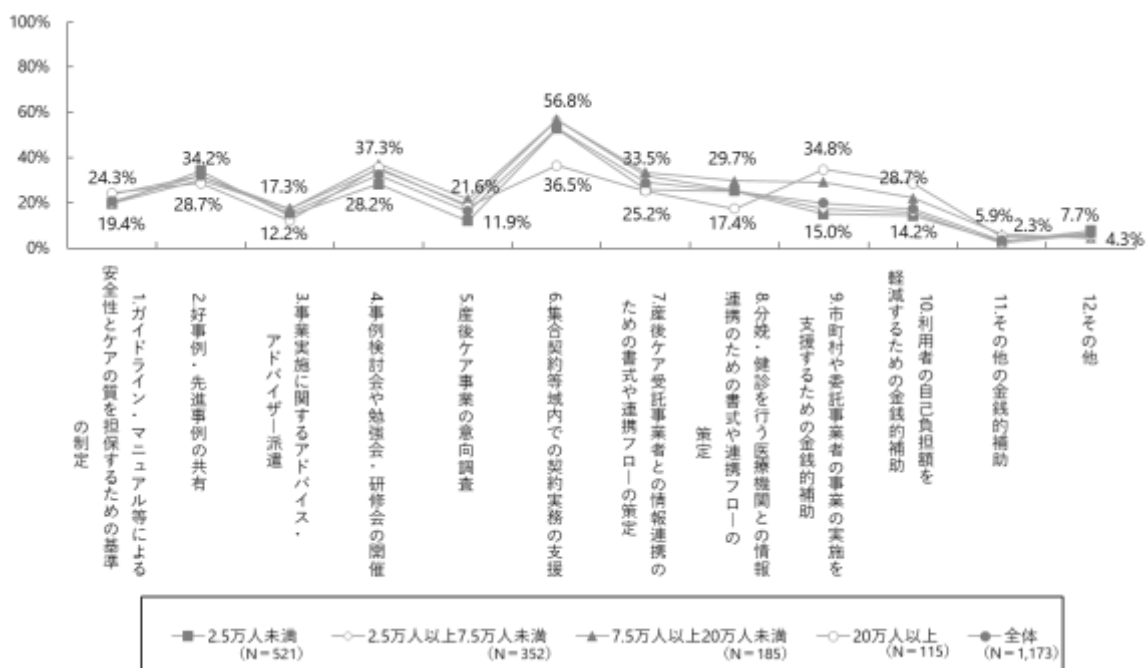 100%
80%
60%
40%
20%
0%
24.3%
19.4%
34.2%
28.7%
17.3%
12.2%
37.3%
28.2%
21.6%
11.9%
56.8%
36.5%
33.5%
25.2%
29.7%
17.4%
34.8%
15.0%
28.7%
14.2%
5.9%
2.3%
7.7%
4.3%
1.ガイドライン・マニュアル等による
安全性とケアの質を担保するための基準
の制定
2.好事例・先進事例の共有
3.事業実施に関するアドバイス・
アドバイザー派遣
4.事例検討会や勉強会・研修会の開催
5.産後ケア事業の意向調査
6.集合契約等域内での契約実務の支援
7.産後ケア受託事業者との情報連携の
ための書式や連携フローの策定
8.分娩・健診を行う医療機関との情報
連携のための書式や連携フローの
策定
9.市町村や委託事業者の事業の実施を
支援するための金銭的補助
10.利用者の自己負担額を
軽減するための金銭的補助
11.その他の金銭的補助
12.その他
2.5万人未満
(N=521)
2.5万人以上7.5万人未満
(N=352)
7.5万人以上20万人未満
(N=185)
20万人以上
(N=115)
全体
(N=1,173)